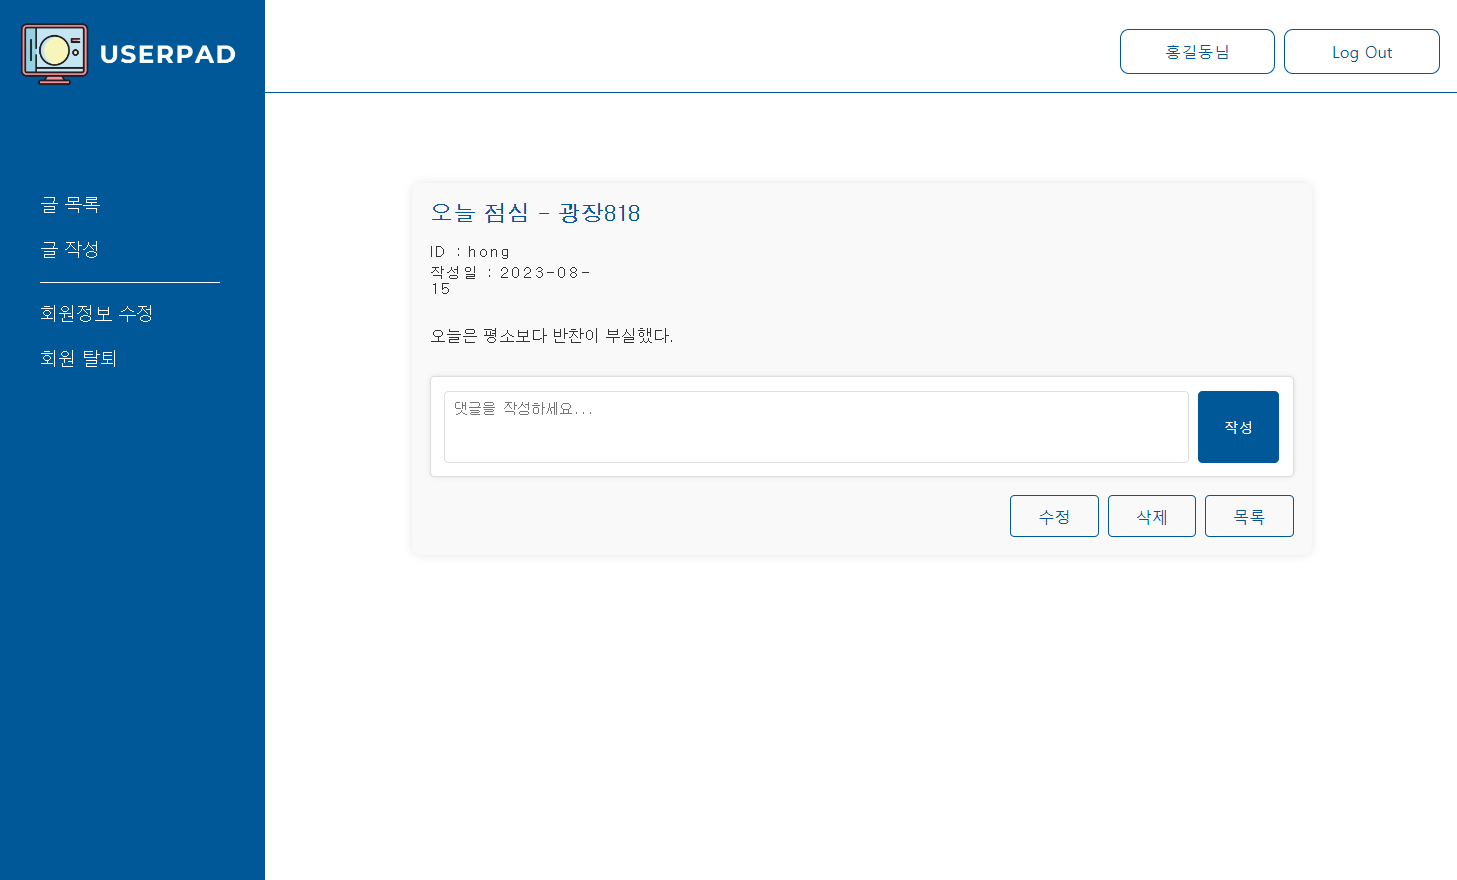 USERPAD
홍길동님
Log Out
글 목록
글 작성
회원정보 수정
회원 탈퇴
오늘 점심 - 광장818
ID : hong
작성일 : 2023-08-
15
오늘은 평소보다 반찬이 부실했다.
댓글을 작성하세요...
작성
수정
삭제
목록